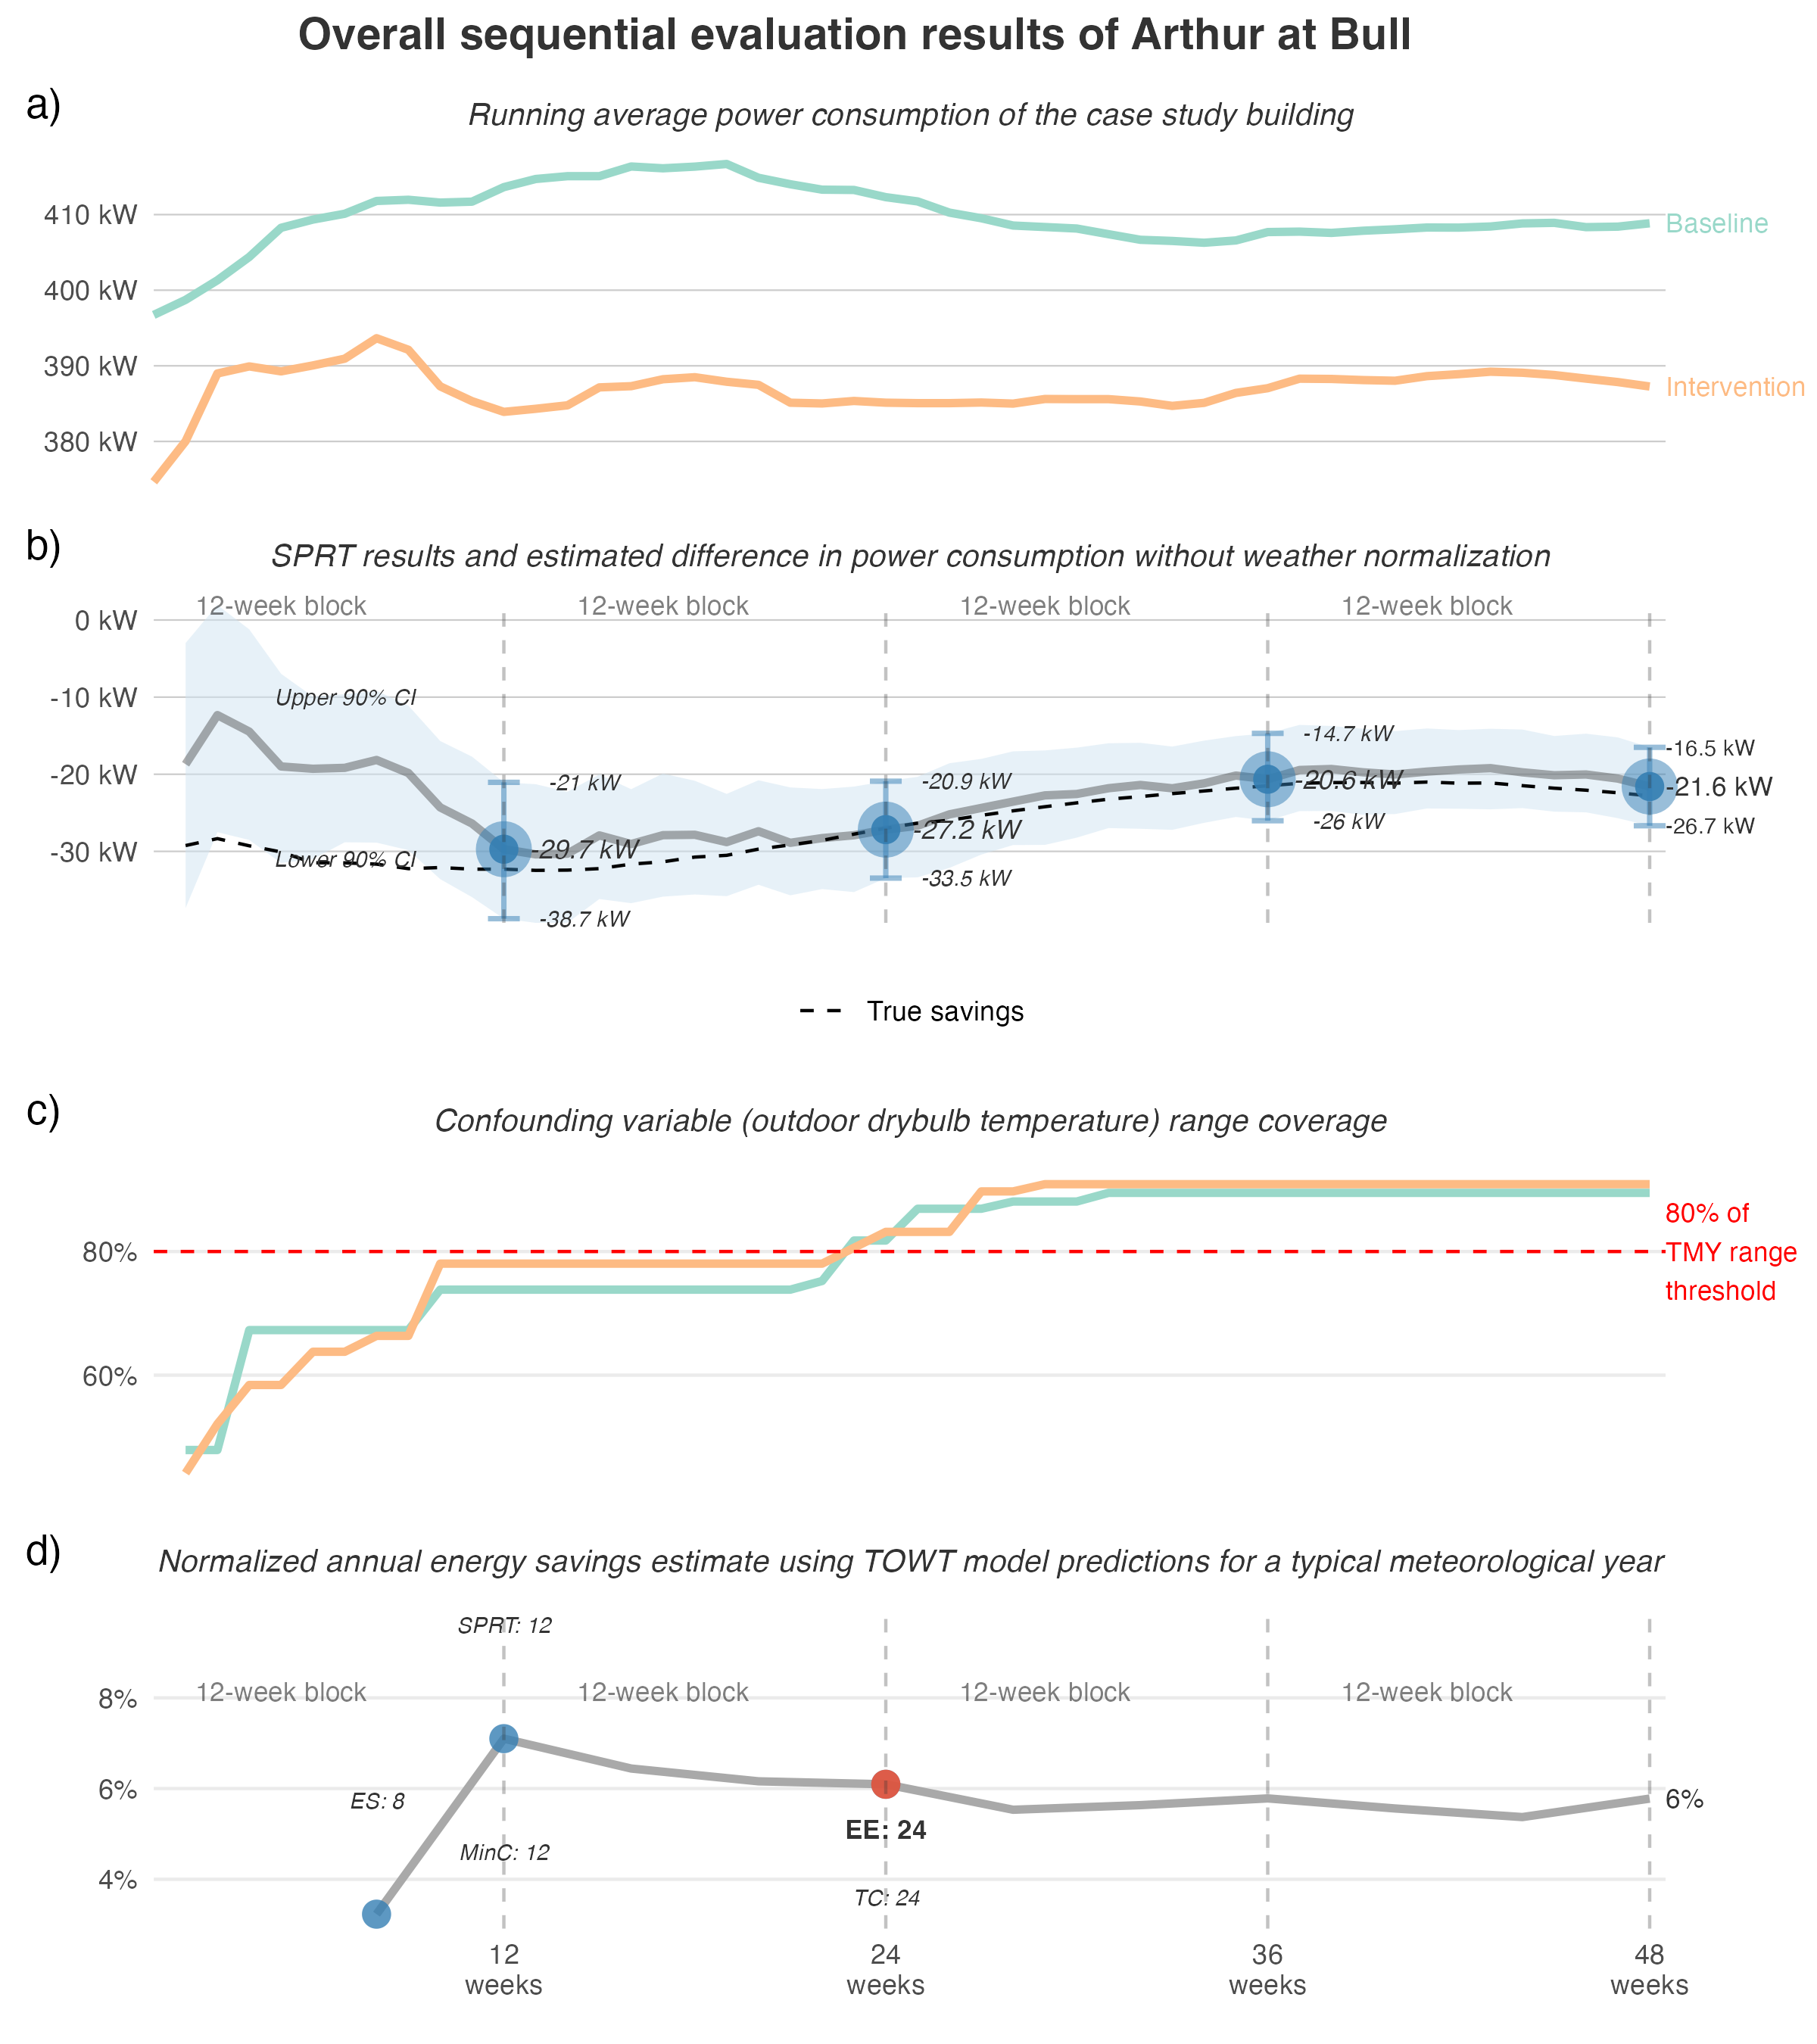 Overall sequential evaluation results of Arthur at Bull
a)
Running average power consumption of the case study building
410 kW
Baseline
400 kW
390 kW
Intervention
380 kW
b)
SPRT results and estimated difference in power consumption without weather normalization
12-week block 12-week block 12-week block 12-week block
0 kW
-10 kW
Upper 90% CI
-14.7 kW
-16.5 kW
-20 kW
-21 kW
-20.9 kW
-20.6 kW
-21.6 kW
-26 kW
-26.7 kW
-27.2 kW
-30 kW
Lower 90% CI
-29.7 kW
-33.5 kW
-38.7 kW
True savings
c)
Confounding variable (outdoor drybulb temperature) range coverage
80%
80% of
TMY range
threshold
60%
d)
Normalized annual energy savings estimate using TOWT model predictions for a typical meteorological year
SPRT: 12
12-week block 12-week block 12-week block 12-week block
8%
6%
ES: 8
6%
EE: 24
MinC: 12
4%
TC: 24
12 24 36 48
weeks weeks weeks weeks